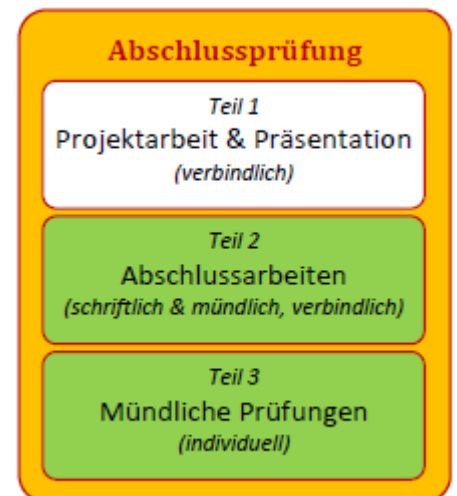 Abschlussprüfung
Teil 1
Projektarbeit & Präsentation
(verbindlich)
Teil 2
Abschlussarbeiten
(schriftlich & mündlich, verbindlich)
Teil 3
Mündliche Prüfungen
(individuell)